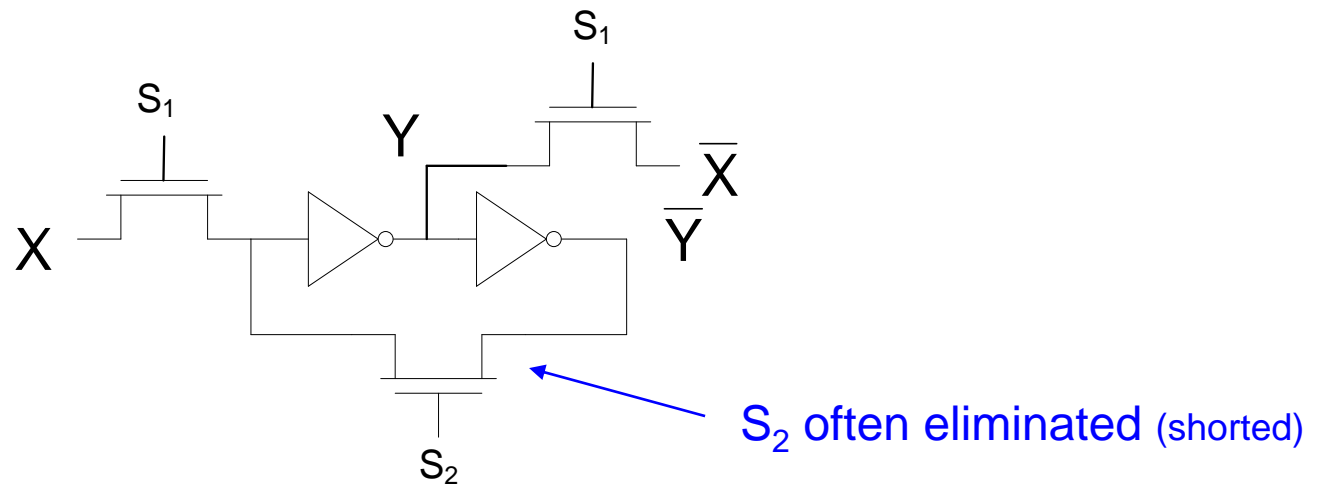 S₁
S₁
Y
X̅
X
Y̅
S₂ often eliminated (shorted)
S₂